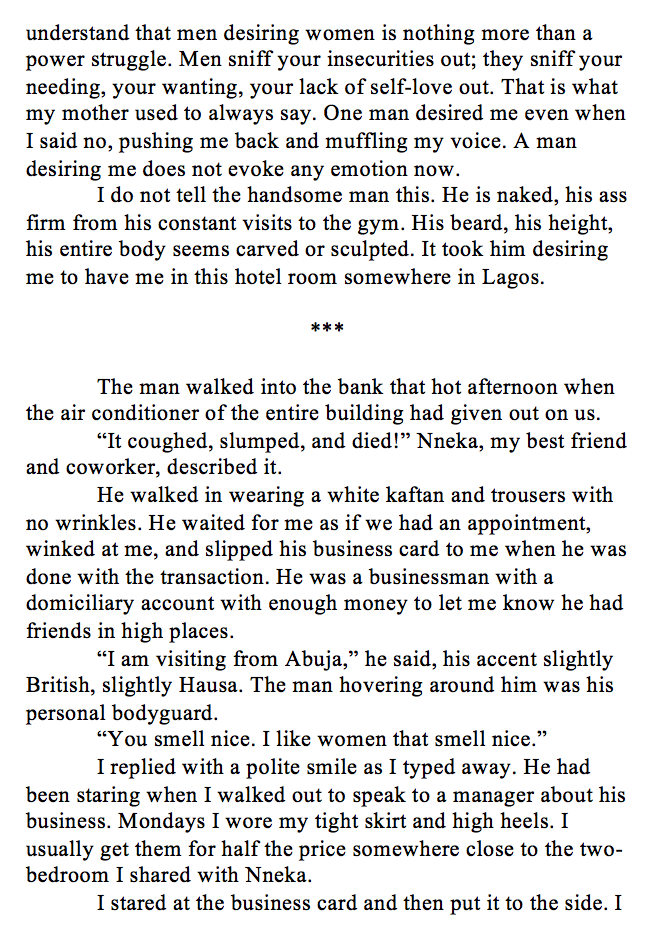 understand that men desiring women is nothing more than a
power struggle. Men sniff your insecurities out; they sniff your
needing, your wanting, your lack of self-love out. That is what
my mother used to always say. One man desired me even when
I said no, pushing me back and muffling my voice. A man
desiring me does not evoke any emotion now.
I do not tell the handsome man this. He is naked, his ass
firm from his constant visits to the gym. His beard, his height,
his entire body seems carved or sculpted. It took him desiring
me to have me in this hotel room somewhere in Lagos.
***
The man walked into the bank that hot afternoon when
the air conditioner of the entire building had given out on us.
“It coughed, slumped, and died!” Nneka, my best friend
and coworker, described it.
He walked in wearing a white kaftan and trousers with
no wrinkles. He waited for me as if we had an appointment,
winked at me, and slipped his business card to me when he was
done with the transaction. He was a businessman with a
domiciliary account with enough money to let me know he had
friends in high places.
“I am visiting from Abuja,” he said, his accent slightly
British, slightly Hausa. The man hovering around him was his
personal bodyguard.
“You smell nice. I like women that smell nice.”
I replied with a polite smile as I typed away. He had
been staring when I walked out to speak to a manager about his
business. Mondays I wore my tight skirt and high heels. I
usually get them for half the price somewhere close to the two-
bedroom I shared with Nneka.
I stared at the business card and then put it to the side. I